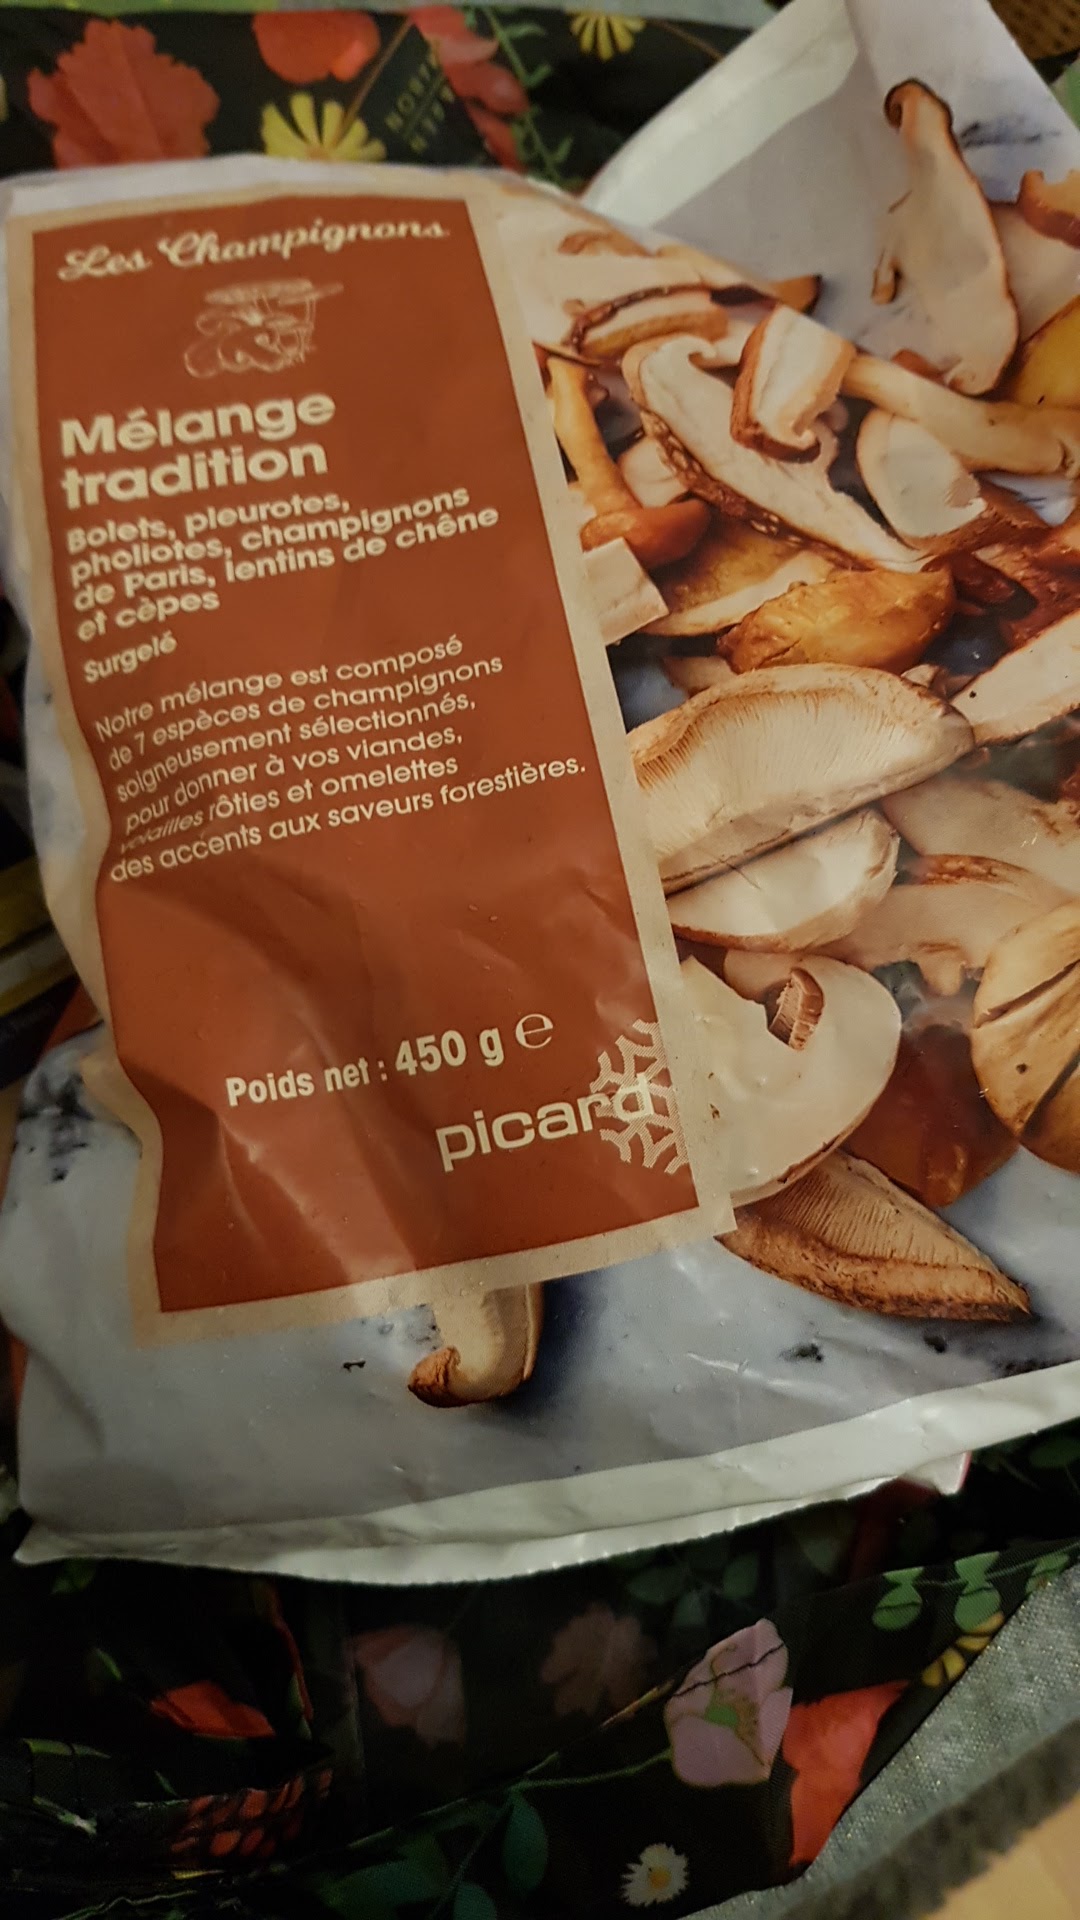 Les Champignons
Mélange
tradition
Bolets, pleurotes,
pholiotes, champignons
de Paris, lentins de chêne
et cèpes
Surgelé
Notre mélange est composé
de 7 espèces de champignons
soigneusement sélectionnés,
pour donner à vos viandes,
volailles rôties et omelettes
des accents aux saveurs forestières.
Poids net : 450 g e
picard